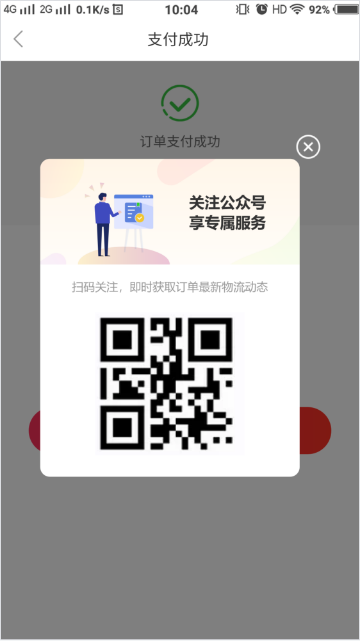 4G 2G 0.1K/s 10:04 HD 92%
支付成功
订单支付成功
关注公众号
享专属服务
扫码关注，即时获取订单最新物流动态